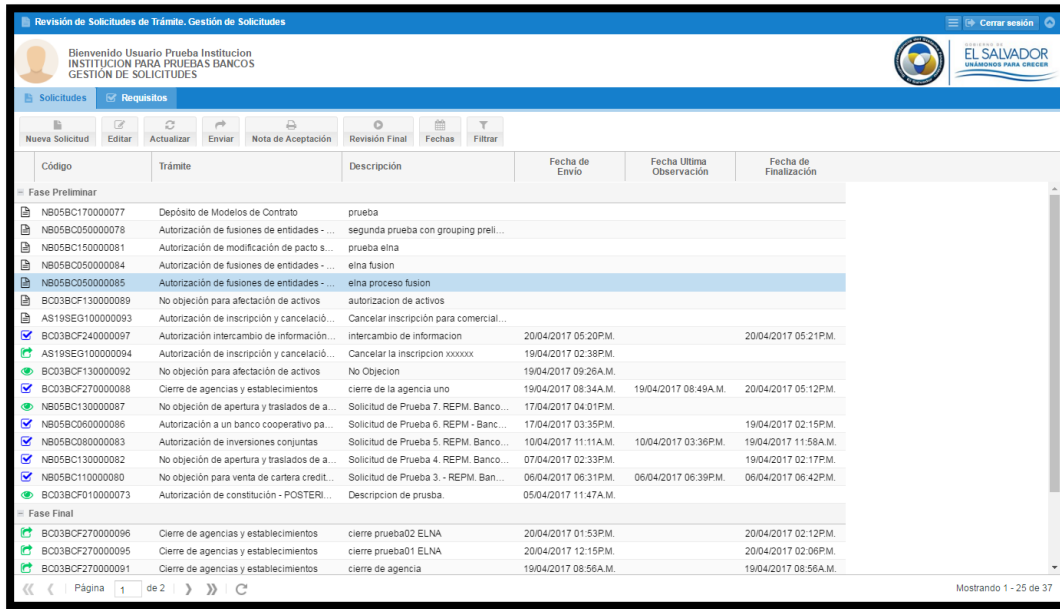 Revisión de Solicitudes de Trámite. Gestión de Solicitudes
Cerrar sesión
Bienvenido Usuario Prueba Institucion
INSTITUCION PARA PRUEBAS BANCOS
GESTIÓN DE SOLICITUDES
GOBIERNO DE
EL SALVADOR
UNÁMONOS PARA CRECER
Solicitudes Requisitos
Nueva Solicitud Editar Actualizar Enviar Nota de Aceptación Revisión Final Fechas Filtrar
Código Trámite Descripción Fecha de Envío Fecha Ultima Observación Fecha de Finalización
Fase Preliminar
NB05BC170000077 Depósito de Modelos de Contrato prueba
NB05BC050000078 Autorización de fusiones de entidades - ... segunda prueba con grouping preli...
NB05BC150000081 Autorización de modificación de pacto s... prueba elna
NB05BC050000084 Autorización de fusiones de entidades - ... elna fusion
NB05BC050000085 Autorización de fusiones de entidades - ... elna proceso fusion
BC03BCF130000089 No objeción para afectación de activos autorizacion de activos
AS19SEG100000093 Autorización de inscripción y cancelació... Cancelar inscripción para comercial...
BC03BCF240000097 Autorización intercambio de información... intercambio de informacion 20/04/2017 05:20P.M. 20/04/2017 05:21P.M.
AS19SEG100000094 Autorización de inscripción y cancelació... Cancelar la inscripcion xxxxxx 19/04/2017 02:38P.M.
BC03BCF130000092 No objeción para afectación de activos No Objecion 19/04/2017 09:26A.M.
BC03BCF270000088 Cierre de agencias y establecimientos cierre de la agencia uno 19/04/2017 08:34A.M. 19/04/2017 08:49A.M. 20/04/2017 05:12P.M.
NB05BC130000087 No objeción de apertura y traslados de a... Solicitud de Prueba 7. REPM. Banco... 17/04/2017 04:01P.M.
NB05BC060000086 Autorización a un banco cooperativo pa... Solicitud de Prueba 6. REPM - Banc... 17/04/2017 03:35P.M. 19/04/2017 02:15P.M.
NB05BC080000083 Autorización de inversiones conjuntas Solicitud de Prueba 5. REPM. Banco... 10/04/2017 11:11A.M. 10/04/2017 03:36P.M. 19/04/2017 11:58A.M.
NB05BC130000082 No objeción de apertura y traslados de a... Solicitud de Prueba 4. REPM. Banco... 07/04/2017 02:33P.M. 19/04/2017 02:17P.M.
NB05BC110000080 No objeción para venta de cartera credit... Solicitud de Prueba 3. - REPM. Ban... 06/04/2017 06:31P.M. 06/04/2017 06:39P.M. 06/04/2017 06:42P.M.
BC03BCF010000073 Autorización de constitución - POSTERI... Descripcion de prusba. 05/04/2017 11:47A.M.
Fase Final
BC03BCF270000096 Cierre de agencias y establecimientos cierre prueba02 ELNA 20/04/2017 01:53P.M. 20/04/2017 02:12P.M.
BC03BCF270000095 Cierre de agencias y establecimientos cierre prueba01 ELNA 20/04/2017 12:15P.M. 20/04/2017 02:06P.M.
BC03BCF270000091 Cierre de agencias y establecimientos cierre de agencia 19/04/2017 08:56A.M. 19/04/2017 08:56A.M.
Página 1 de 2 Mostrando 1 - 25 de 37